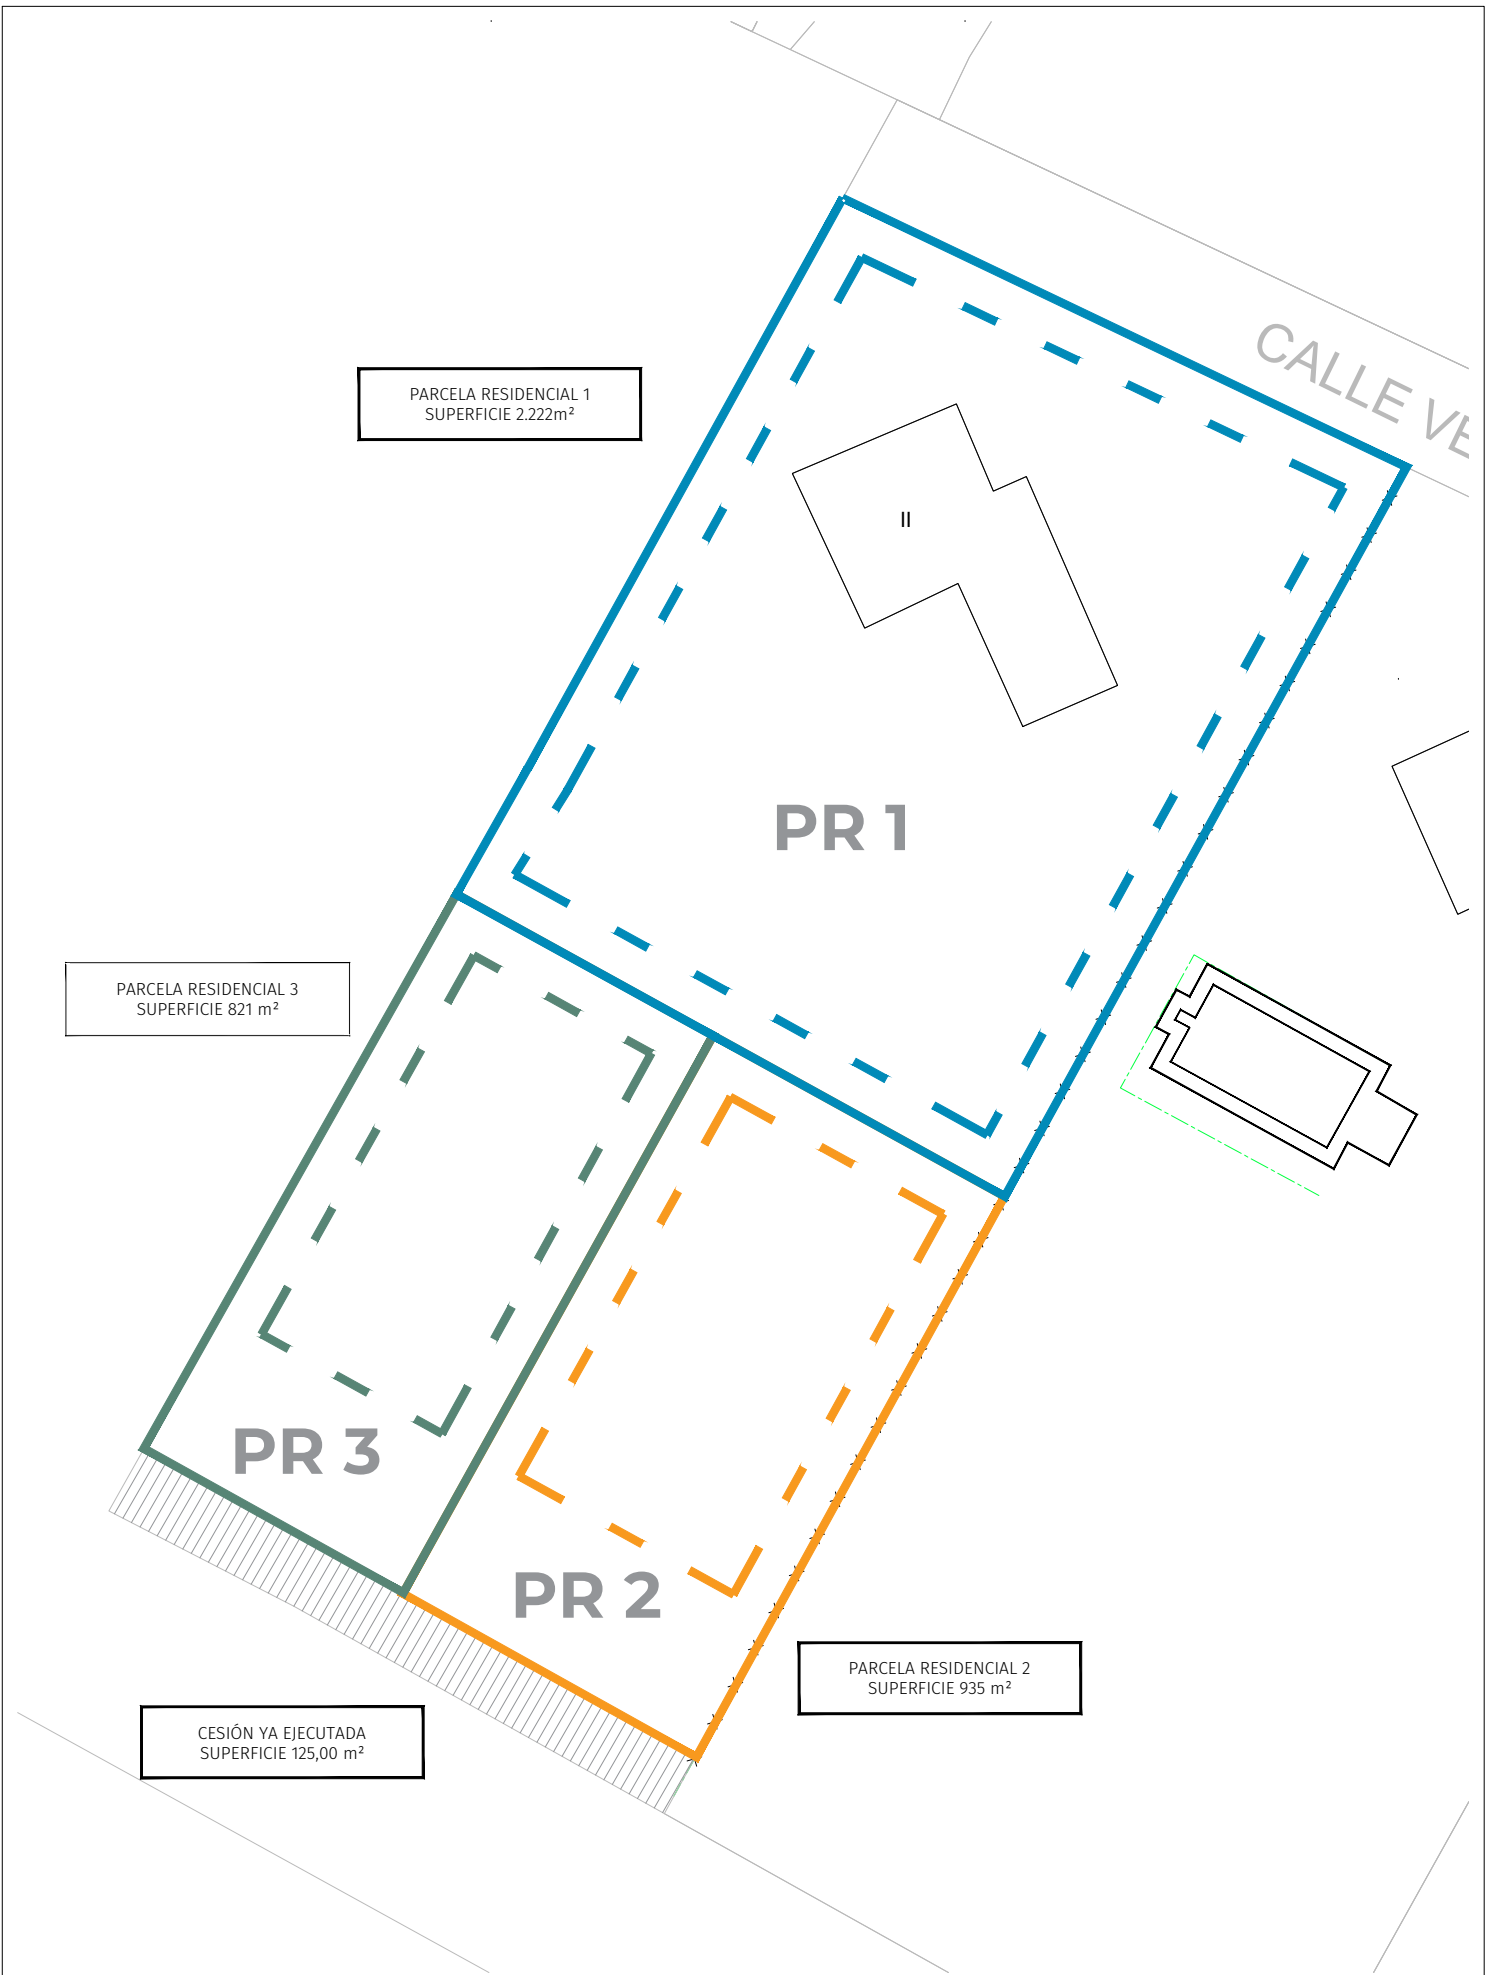 CALLE VE
PARCELA RESIDENCIAL 1
SUPERFICIE 2.222m²
II
PR 1
PARCELA RESIDENCIAL 3
SUPERFICIE 821 m²
PR 3
PR 2
PARCELA RESIDENCIAL 2
SUPERFICIE 935 m²
CESIÓN YA EJECUTADA
SUPERFICIE 125,00 m²